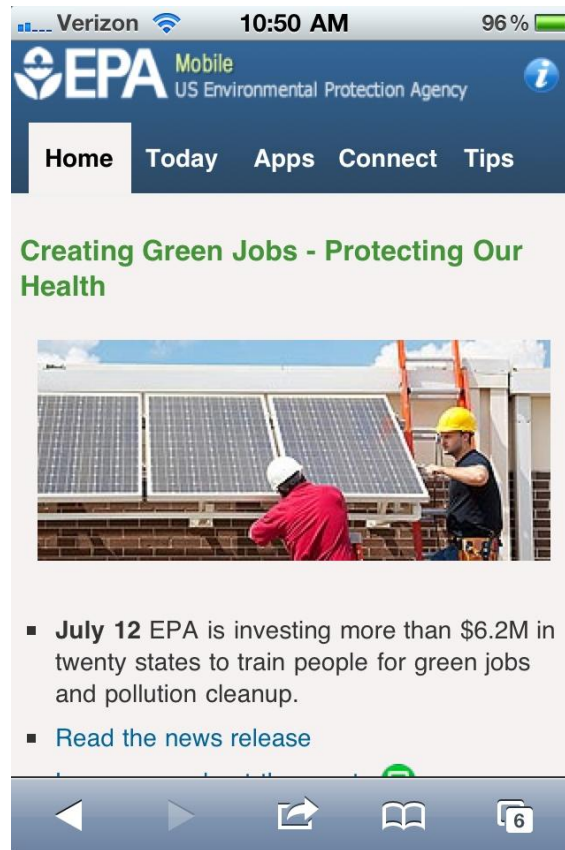 Verizon 10:50 AM 96%
EPA Mobile
US Environmental Protection Agency
Home Today Apps Connect Tips
Creating Green Jobs - Protecting Our
Health
July 12 EPA is investing more than $6.2M in
twenty states to train people for green jobs
and pollution cleanup.
Read the news release
6